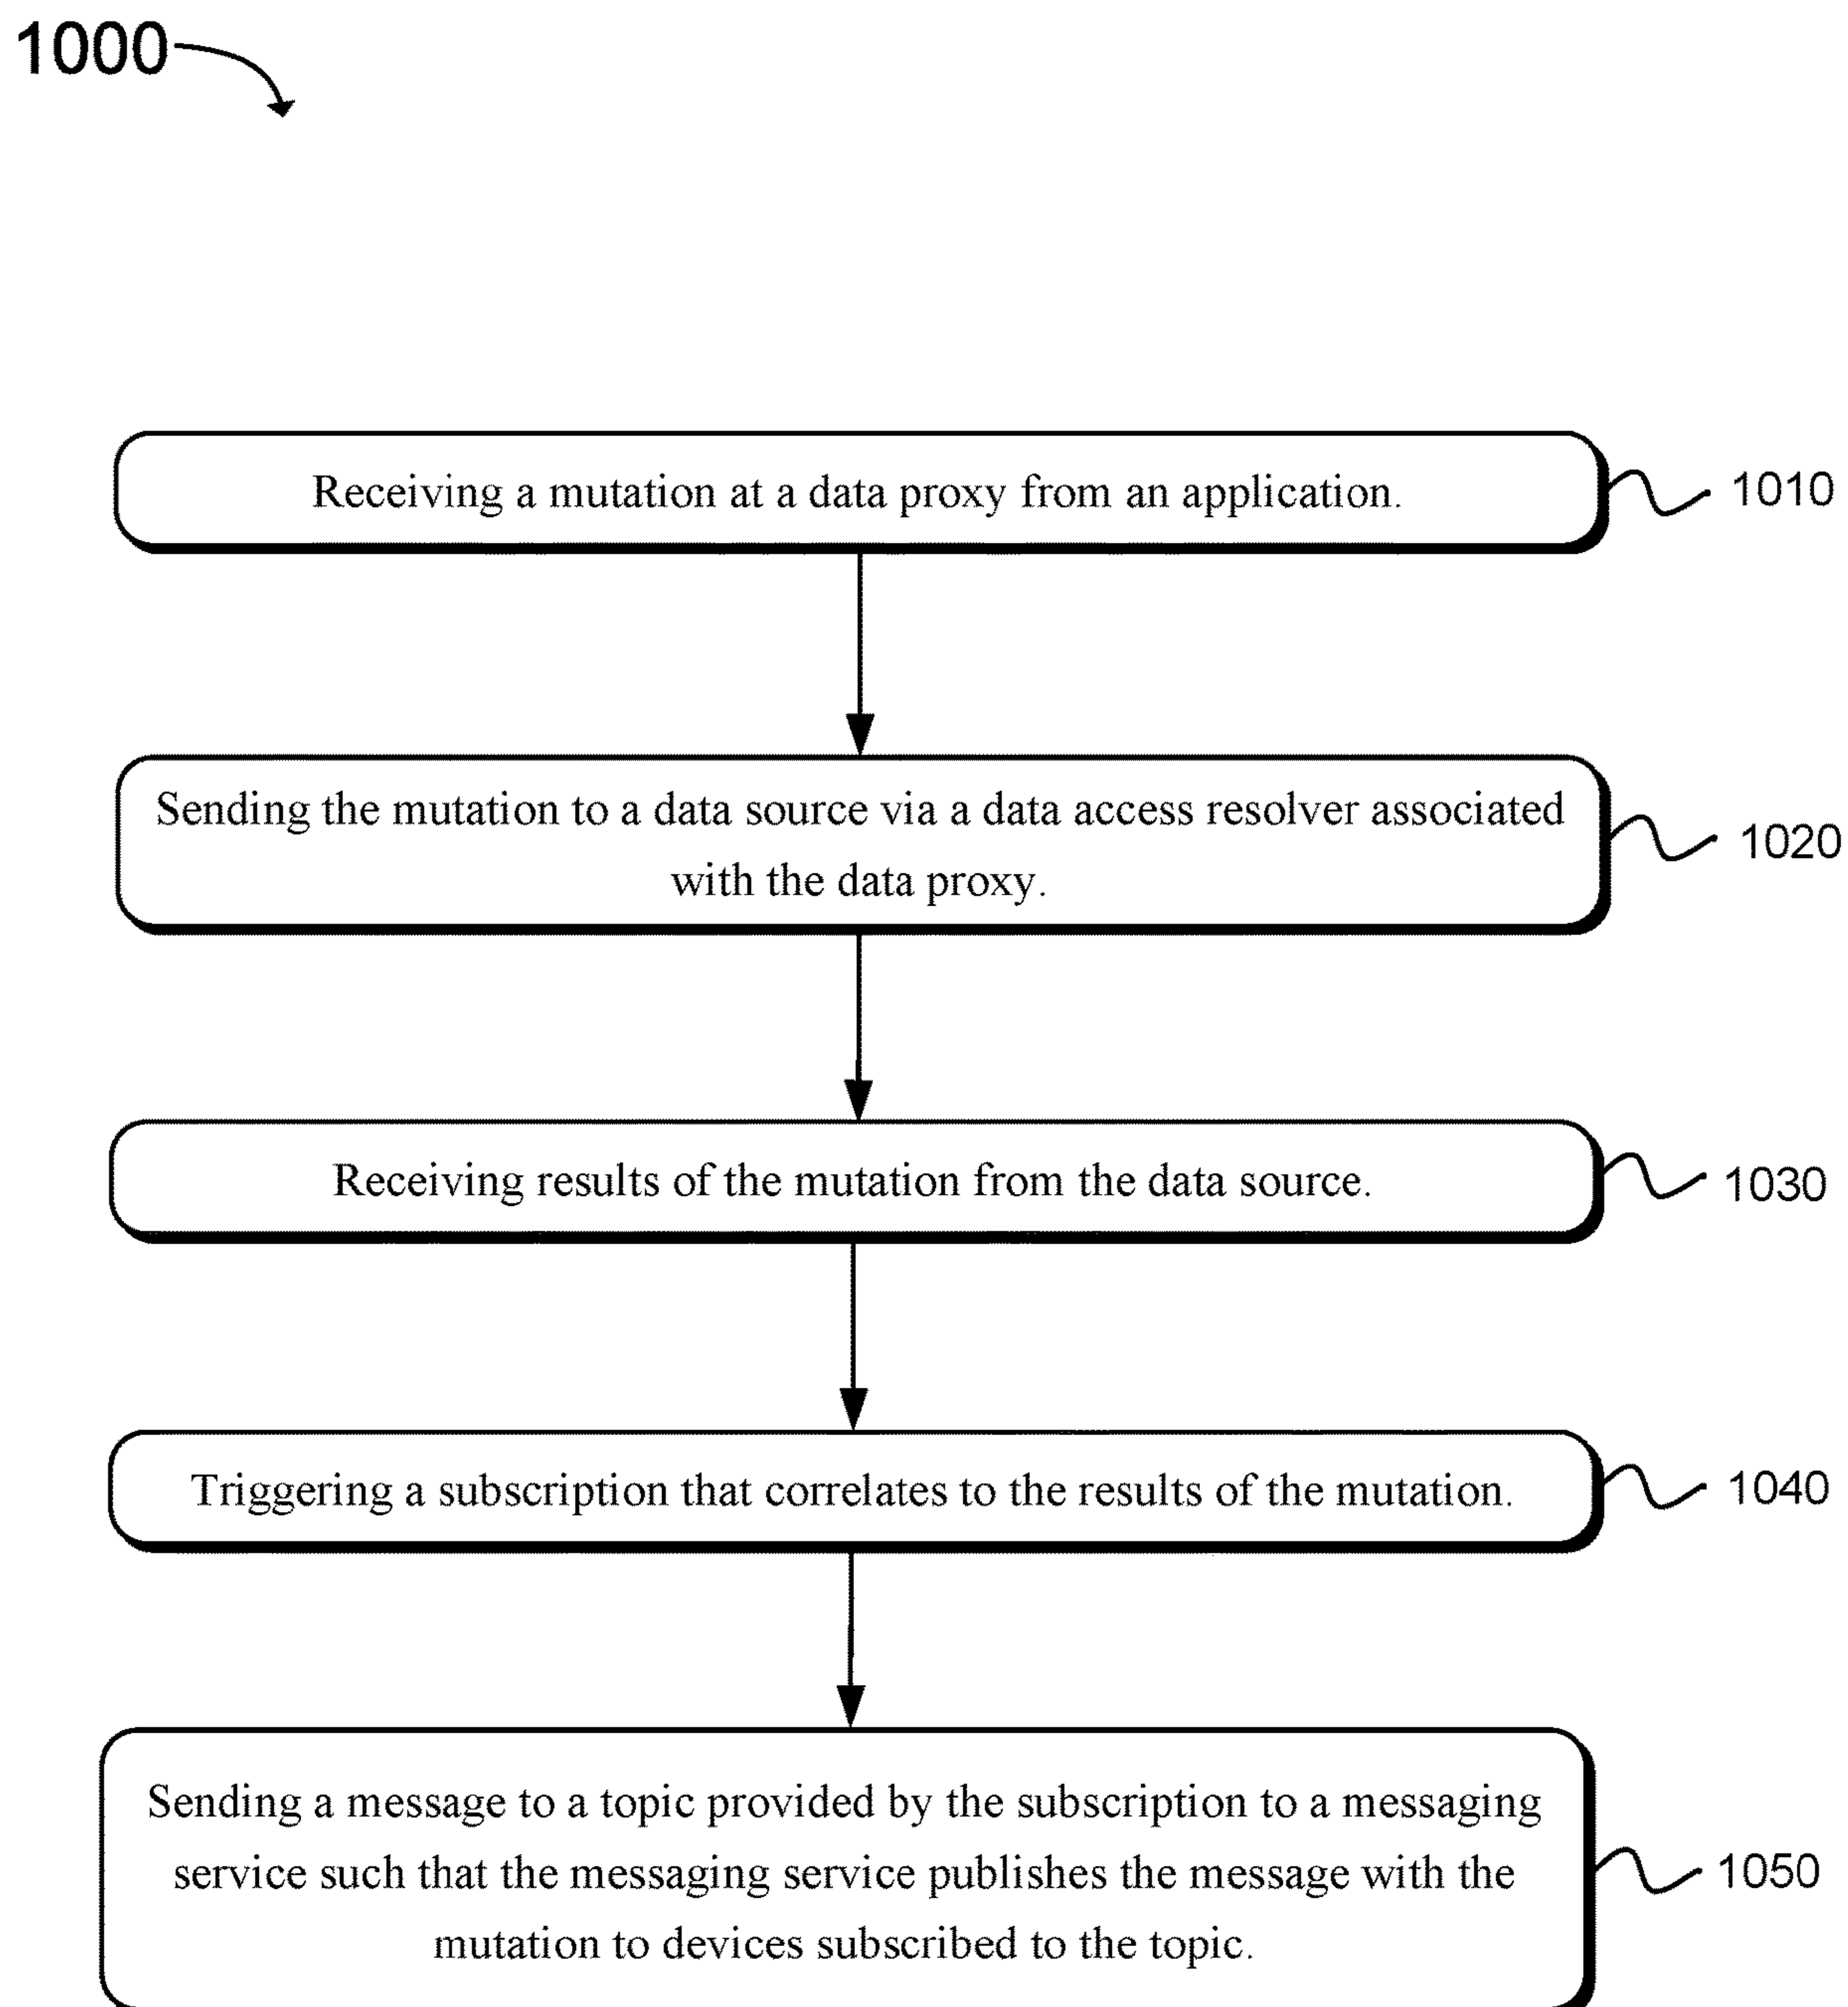 1000
Receiving a mutation at a data proxy from an application.
1010
Sending the mutation to a data source via a data access resolver associated
with the data proxy.
1020
Receiving results of the mutation from the data source.
1030
Triggering a subscription that correlates to the results of the mutation.
1040
Sending a message to a topic provided by the subscription to a messaging
service such that the messaging service publishes the message with the
mutation to devices subscribed to the topic.
1050